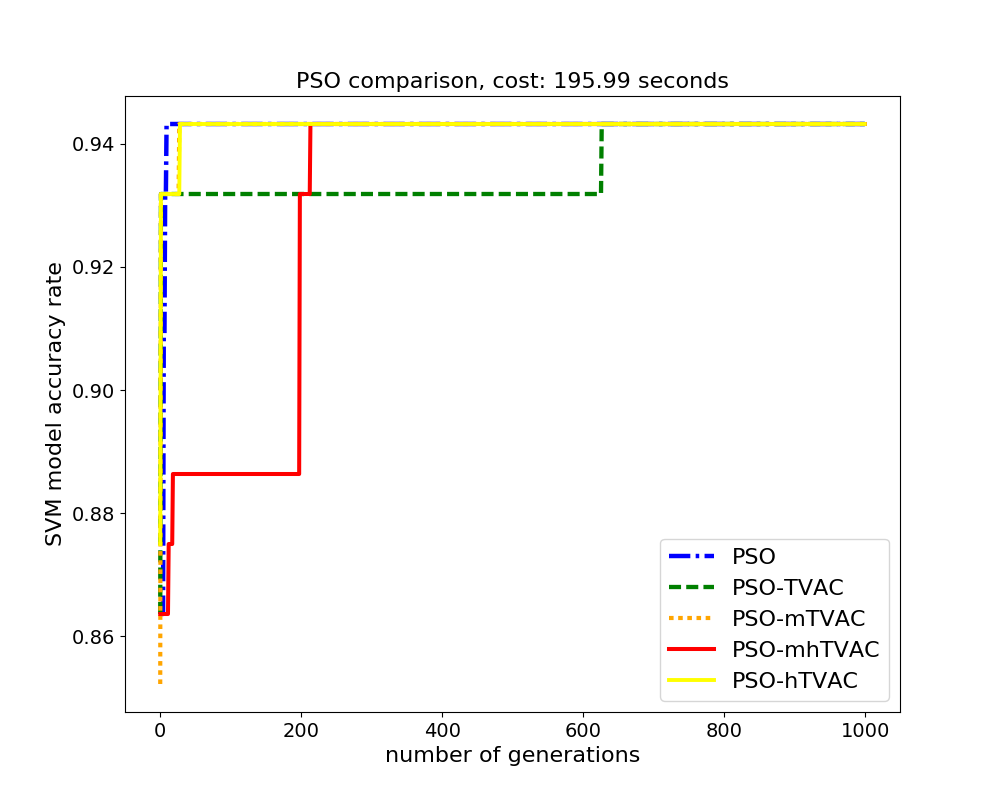 PSO comparison, cost: 195.99 seconds
SVM model accuracy rate
0.94
0.92
0.90
0.88
0.86
0
200
400
600
800
1000
number of generations
PSO
PSO-TVAC
PSO-mTVAC
PSO-mhTVAC
PSO-hTVAC